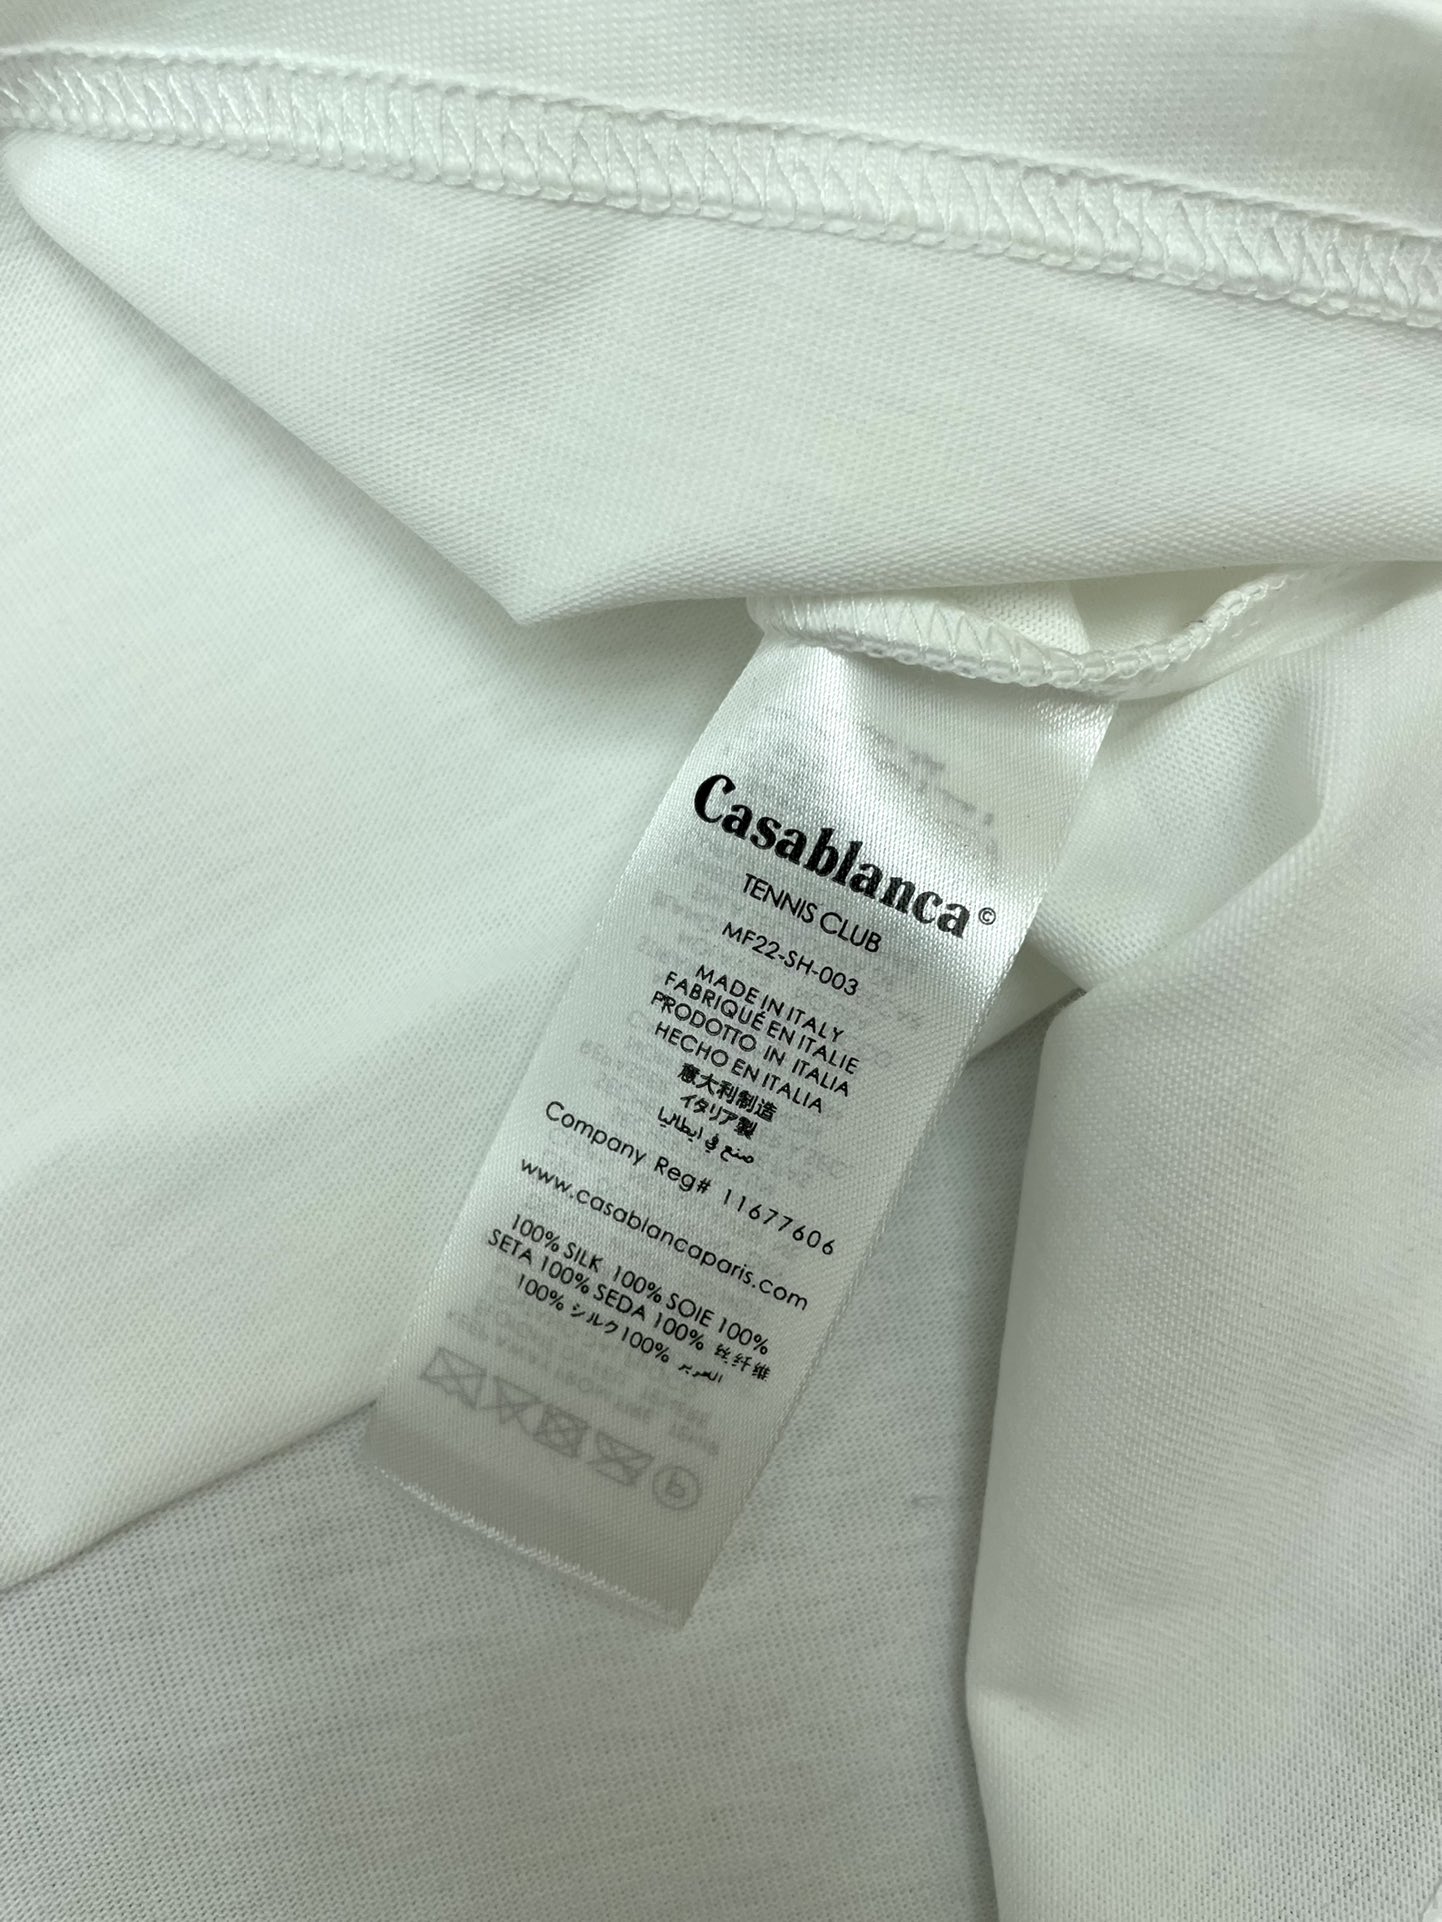 Casablanca©
TENNIS CLUB
MF22-SH-003
MADE IN ITALY
FABRIQUÉ EN ITALIE
PRODOTTO IN ITALIA
HECHO EN ITALIA
意大利制造
イタリア製
صنع في ايطاليا
Company Reg# 11677606
www.casablancaparis.com
100% SILK 100% SOIE 100%
SETA 100% SEDA 100% 丝纤维
100% シルク100% الحرير